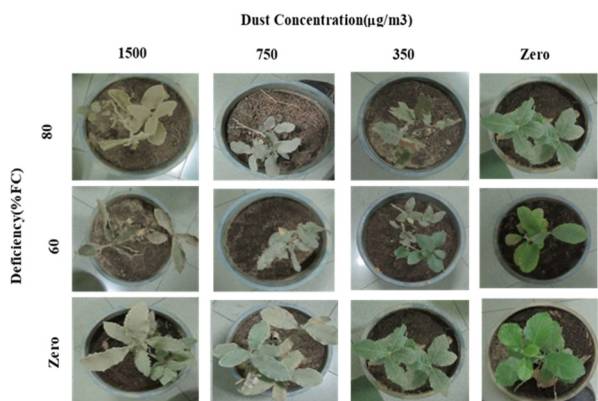 Dust Concentration(µg/m3)
1500 750 350 Zero
Deficiency(%FC)
80
60
Zero